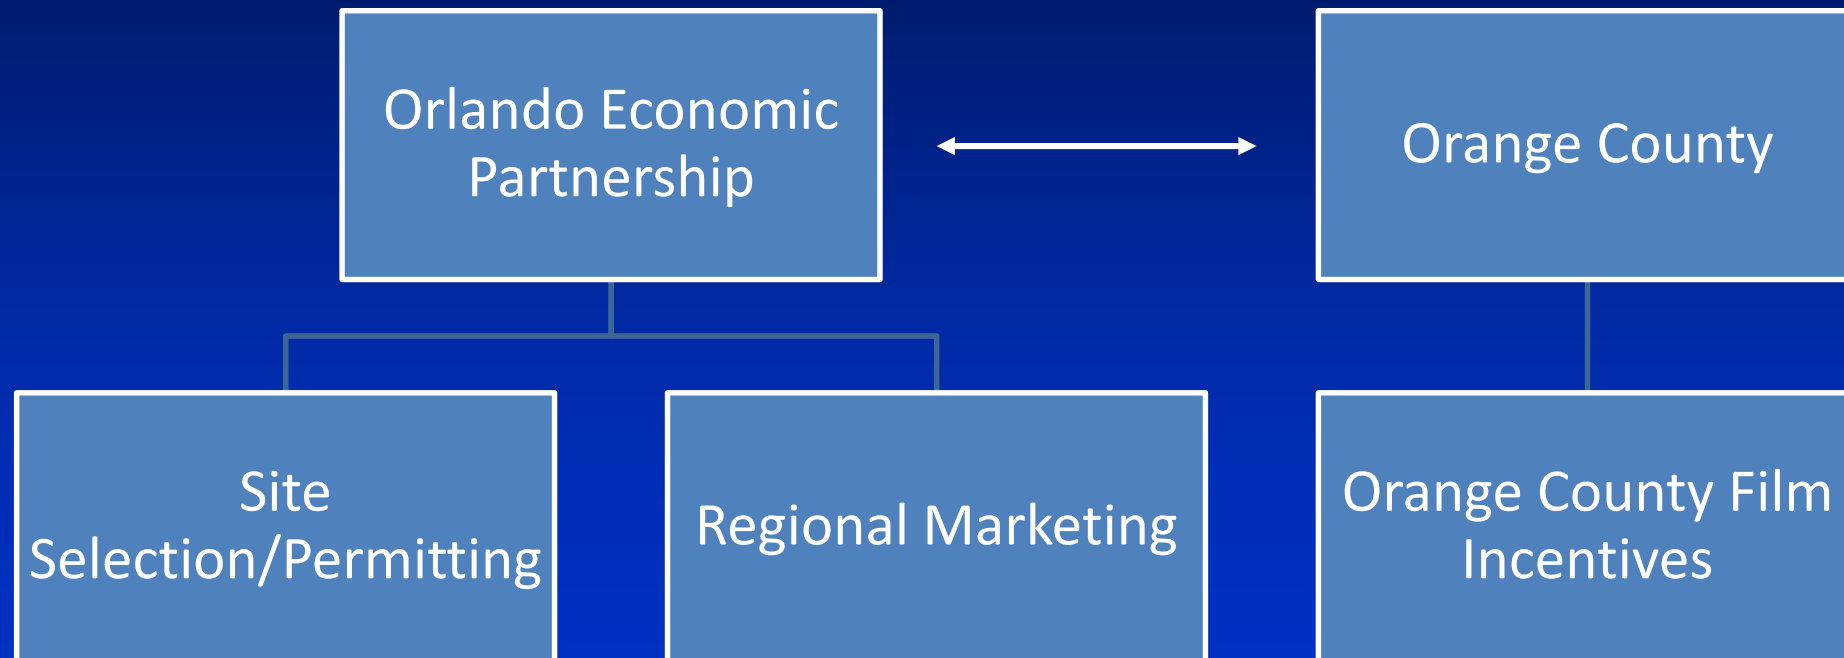 Orlando Economic
Partnership
Orange County
Site
Selection/Permitting
Regional Marketing
Orange County Film
Incentives